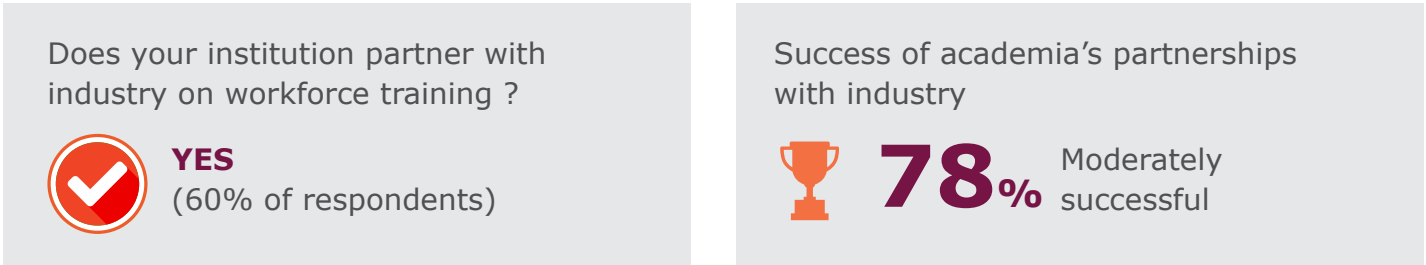 Does your institution partner with
industry on workforce training ?
YES
(60% of respondents)
Success of academia’s partnerships
with industry
78%
Moderately
successful